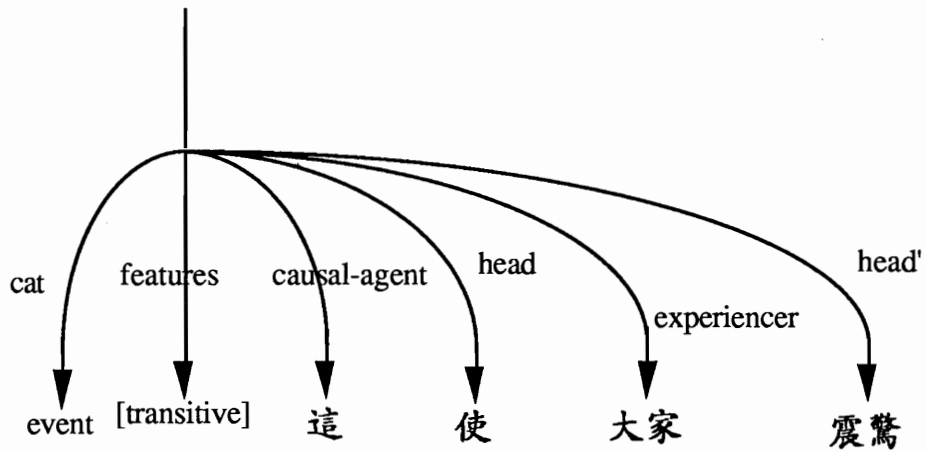 cat features causal-agent head experiencer head'
event [transitive] 這 使 大家 震驚